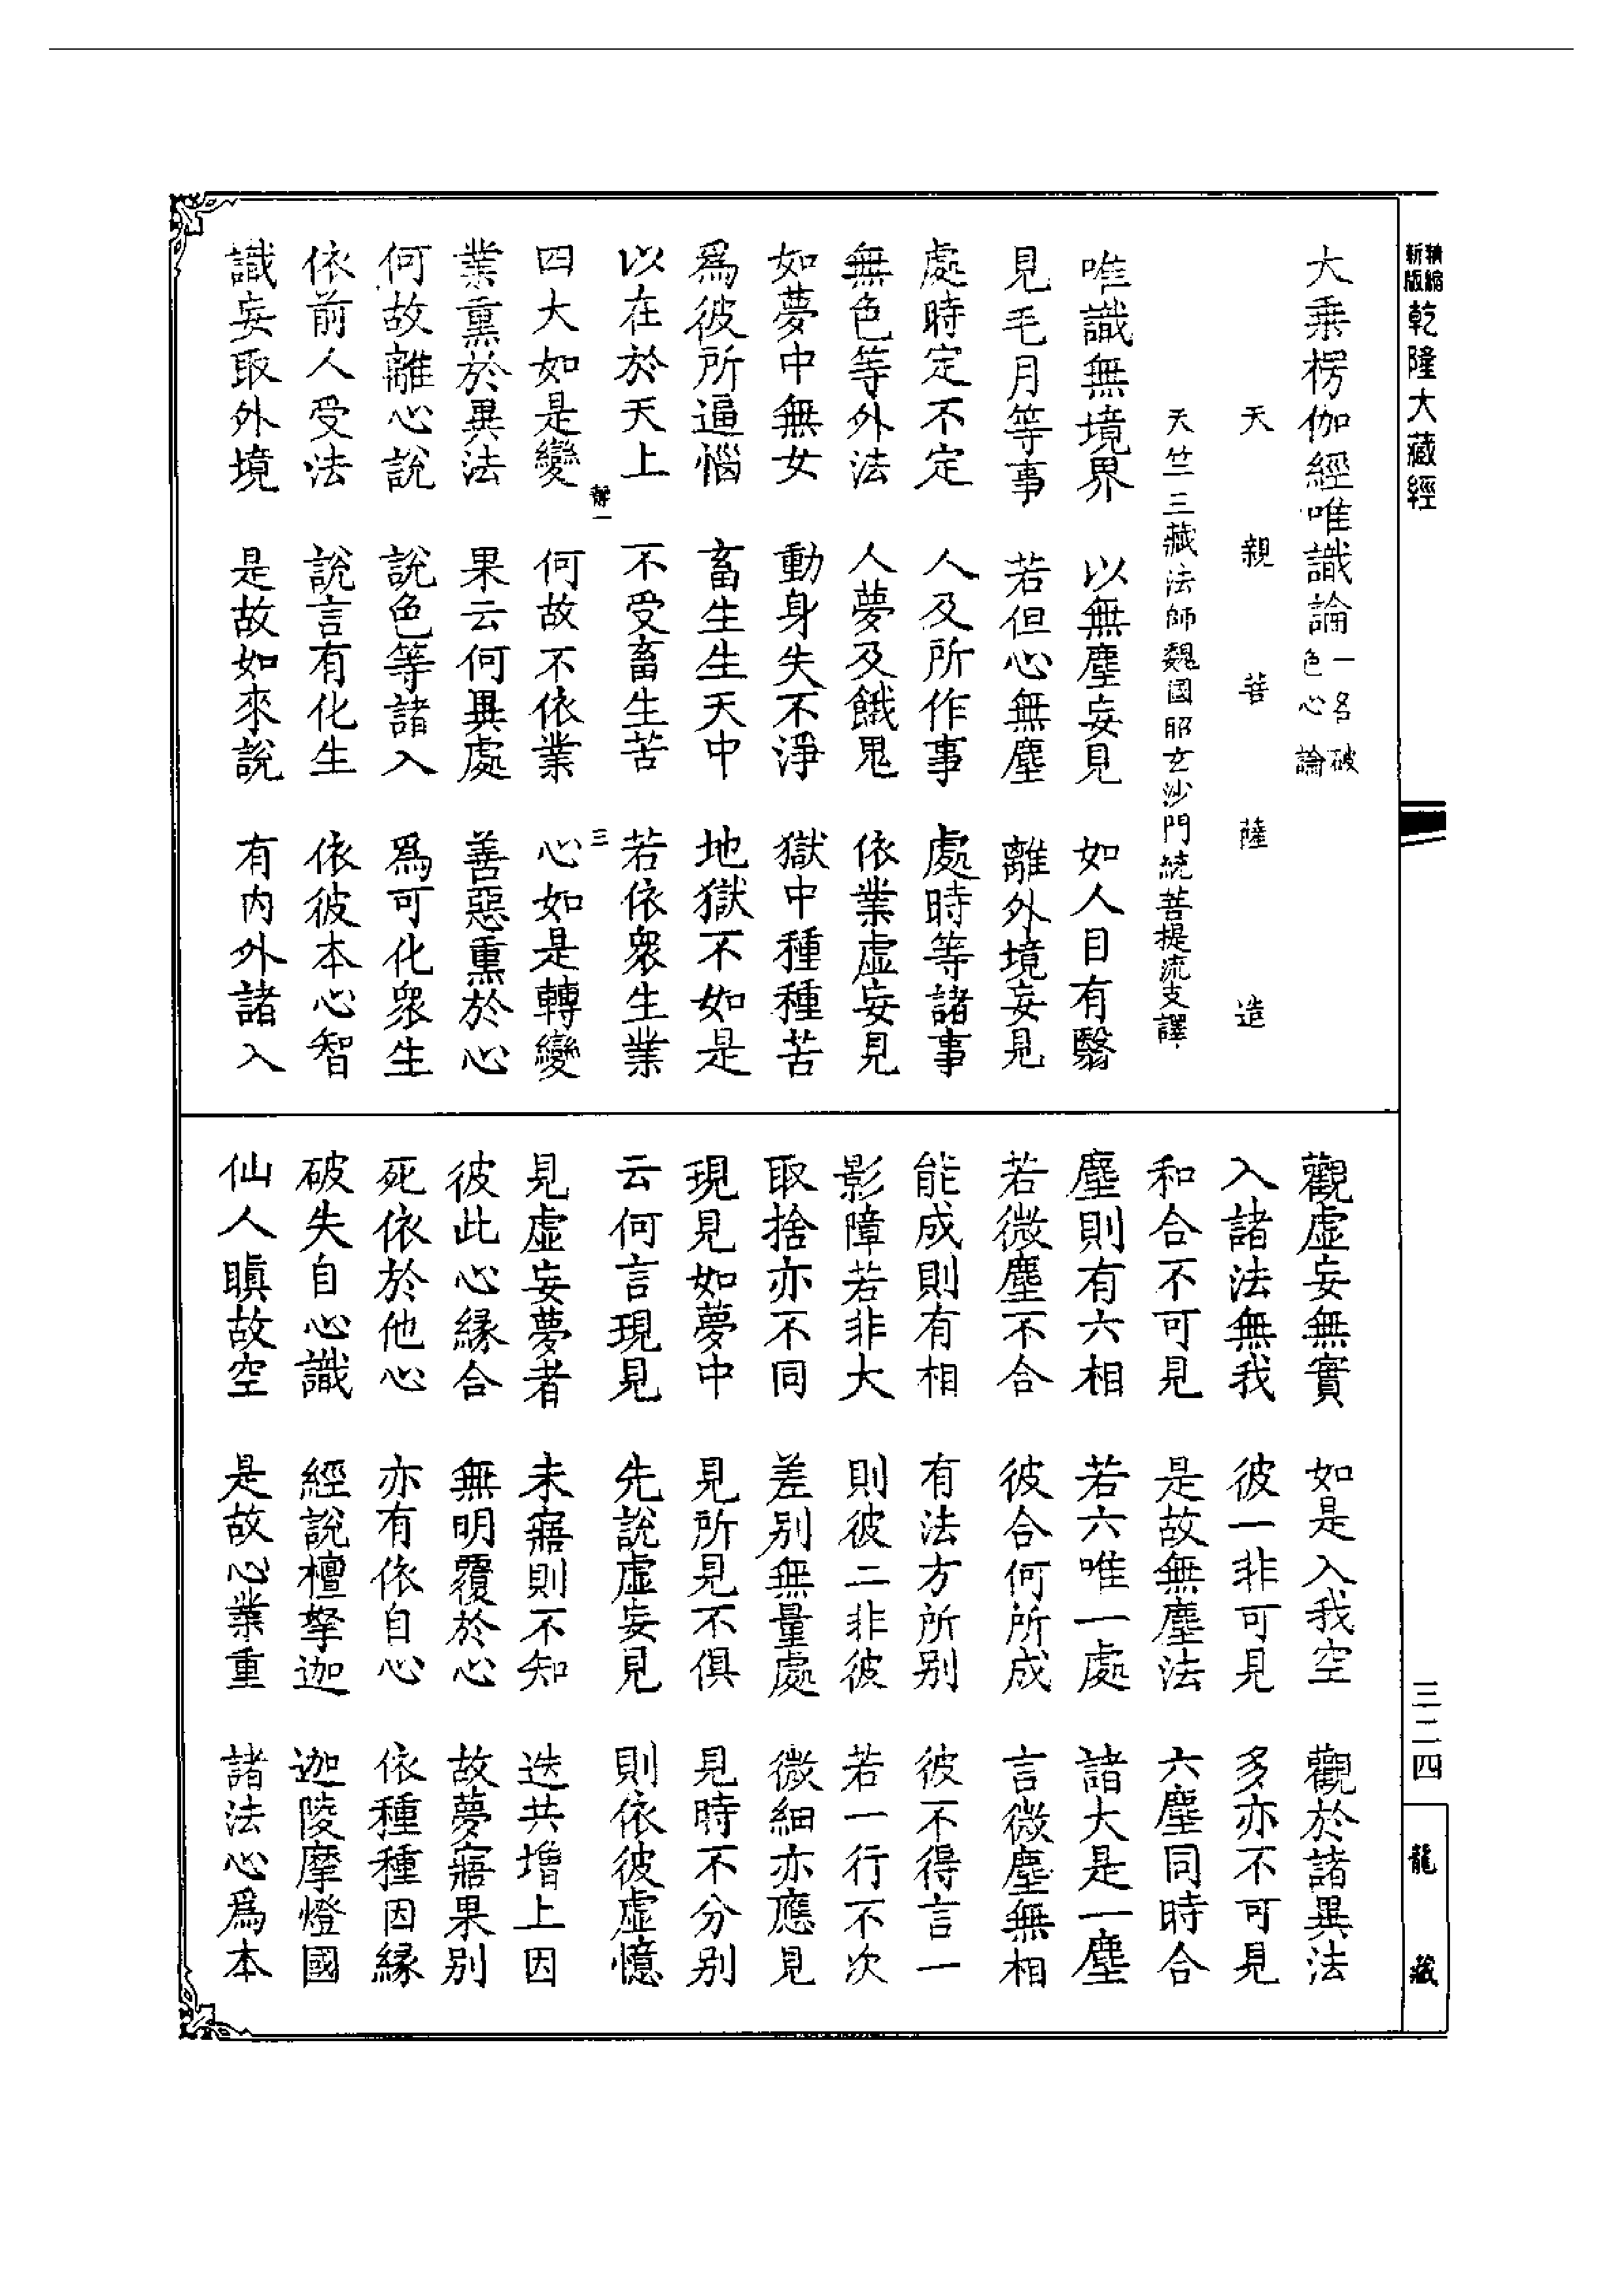 精縮新版乾隆大藏經
三二四
龍藏
大乘楞伽經唯識論一名破色心論
天親菩薩造
天竺三藏法師魏國昭玄沙門統菩提流支譯
唯識無境界 以無塵妄見 如人目有瞖
見毛月等事 若但心無塵 離外境妄見
處時定不定 人及所作事 處時等諸事
無色等外法 人夢及餓鬼 依業虛妄見
如夢中無女 動身失不淨 獄中種種苦
為彼所逼惱 畜生生天中 地獄不如是
以在於天上 不受畜生苦 若依眾生業
靜一 三
四大如是變 何故不依業 心如是轉變
業熏於異法 果云何異處 善惡熏於心
何故離心說 說色等諸入 為可化眾生
依前人受法 說言有化生 依彼本心智
識妄取外境 是故如來說 有內外諸入
觀虛妄無實 如是入我空 觀於諸異法
入諸法無我 彼一非可見 多亦不可見
和合不可見 是故無塵法 六塵同時合
塵則有六相 若六唯一處 諸大是一塵
若微塵不合 彼合何所成 言微塵無相
能成則有相 有法方所別 彼不得言一
影障若非大 則彼二非彼 若一行不次
取捨亦不同 差別無量處 微細亦應見
現見如夢中 見所見不俱 見時不分別
云何言現見 先說虛妄見 則依彼虛憶
見虛妄夢者 未寤則不知 迭共增上因
彼此心緣合 無明覆於心 故夢寤果別
死依於他心 亦有依自心 依種種因緣
破失自心識 經說檀拏迦 迦陵摩燈國
仙人瞋故空 是故心業重 諸法心為本